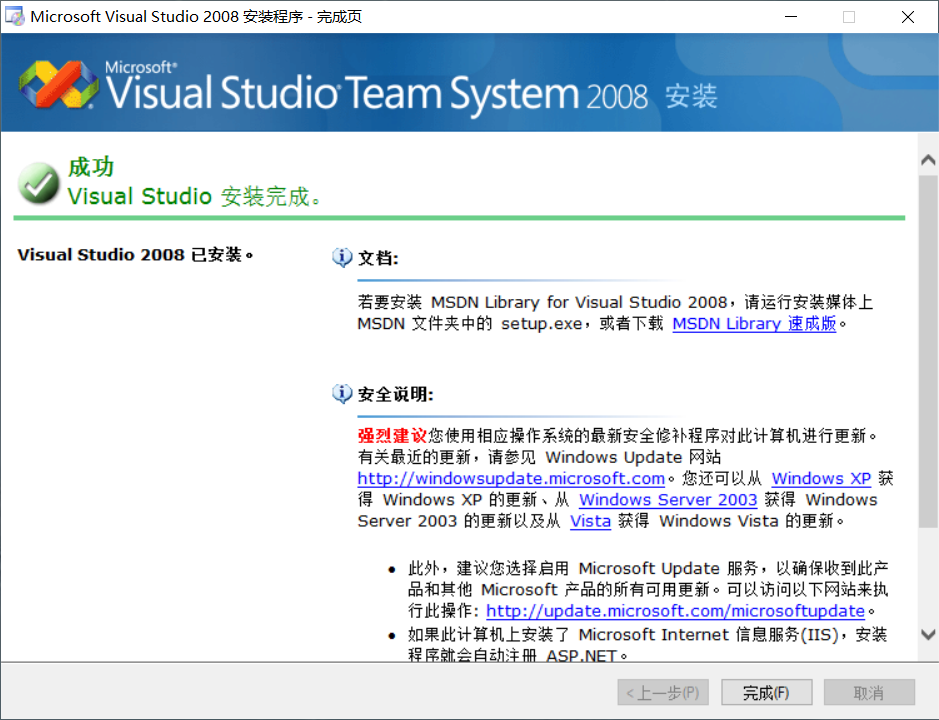 Microsoft Visual Studio 2008 安装程序 - 完成页
Microsoft®
Visual Studio Team System 2008 安装
成功
Visual Studio 安装完成。
Visual Studio 2008 已安装。
文档:
若要安装 MSDN Library for Visual Studio 2008，请运行安装媒体上
MSDN 文件夹中的 setup.exe，或者下载 MSDN Library 速成版。
安全说明:
强烈建议您使用相应操作系统的最新安全修补程序对此计算机进行更新。
有关最近的更新，请参见 Windows Update 网站
http://windowsupdate.microsoft.com。您还可以从 Windows XP 获
得 Windows XP 的更新、从 Windows Server 2003 获得 Windows
Server 2003 的更新以及从 Vista 获得 Windows Vista 的更新。
• 此外，建议您选择启用 Microsoft Update 服务，以确保收到此产
品和其他 Microsoft 产品的所有可用更新。可以访问以下网站来执
行此操作: http://update.microsoft.com/microsoftupdate。
• 如果此计算机上安装了 Microsoft Internet 信息服务(IIS)，安装
程序就会自动注册 ASP.NET。
<上一步(P)
完成(F)
取消